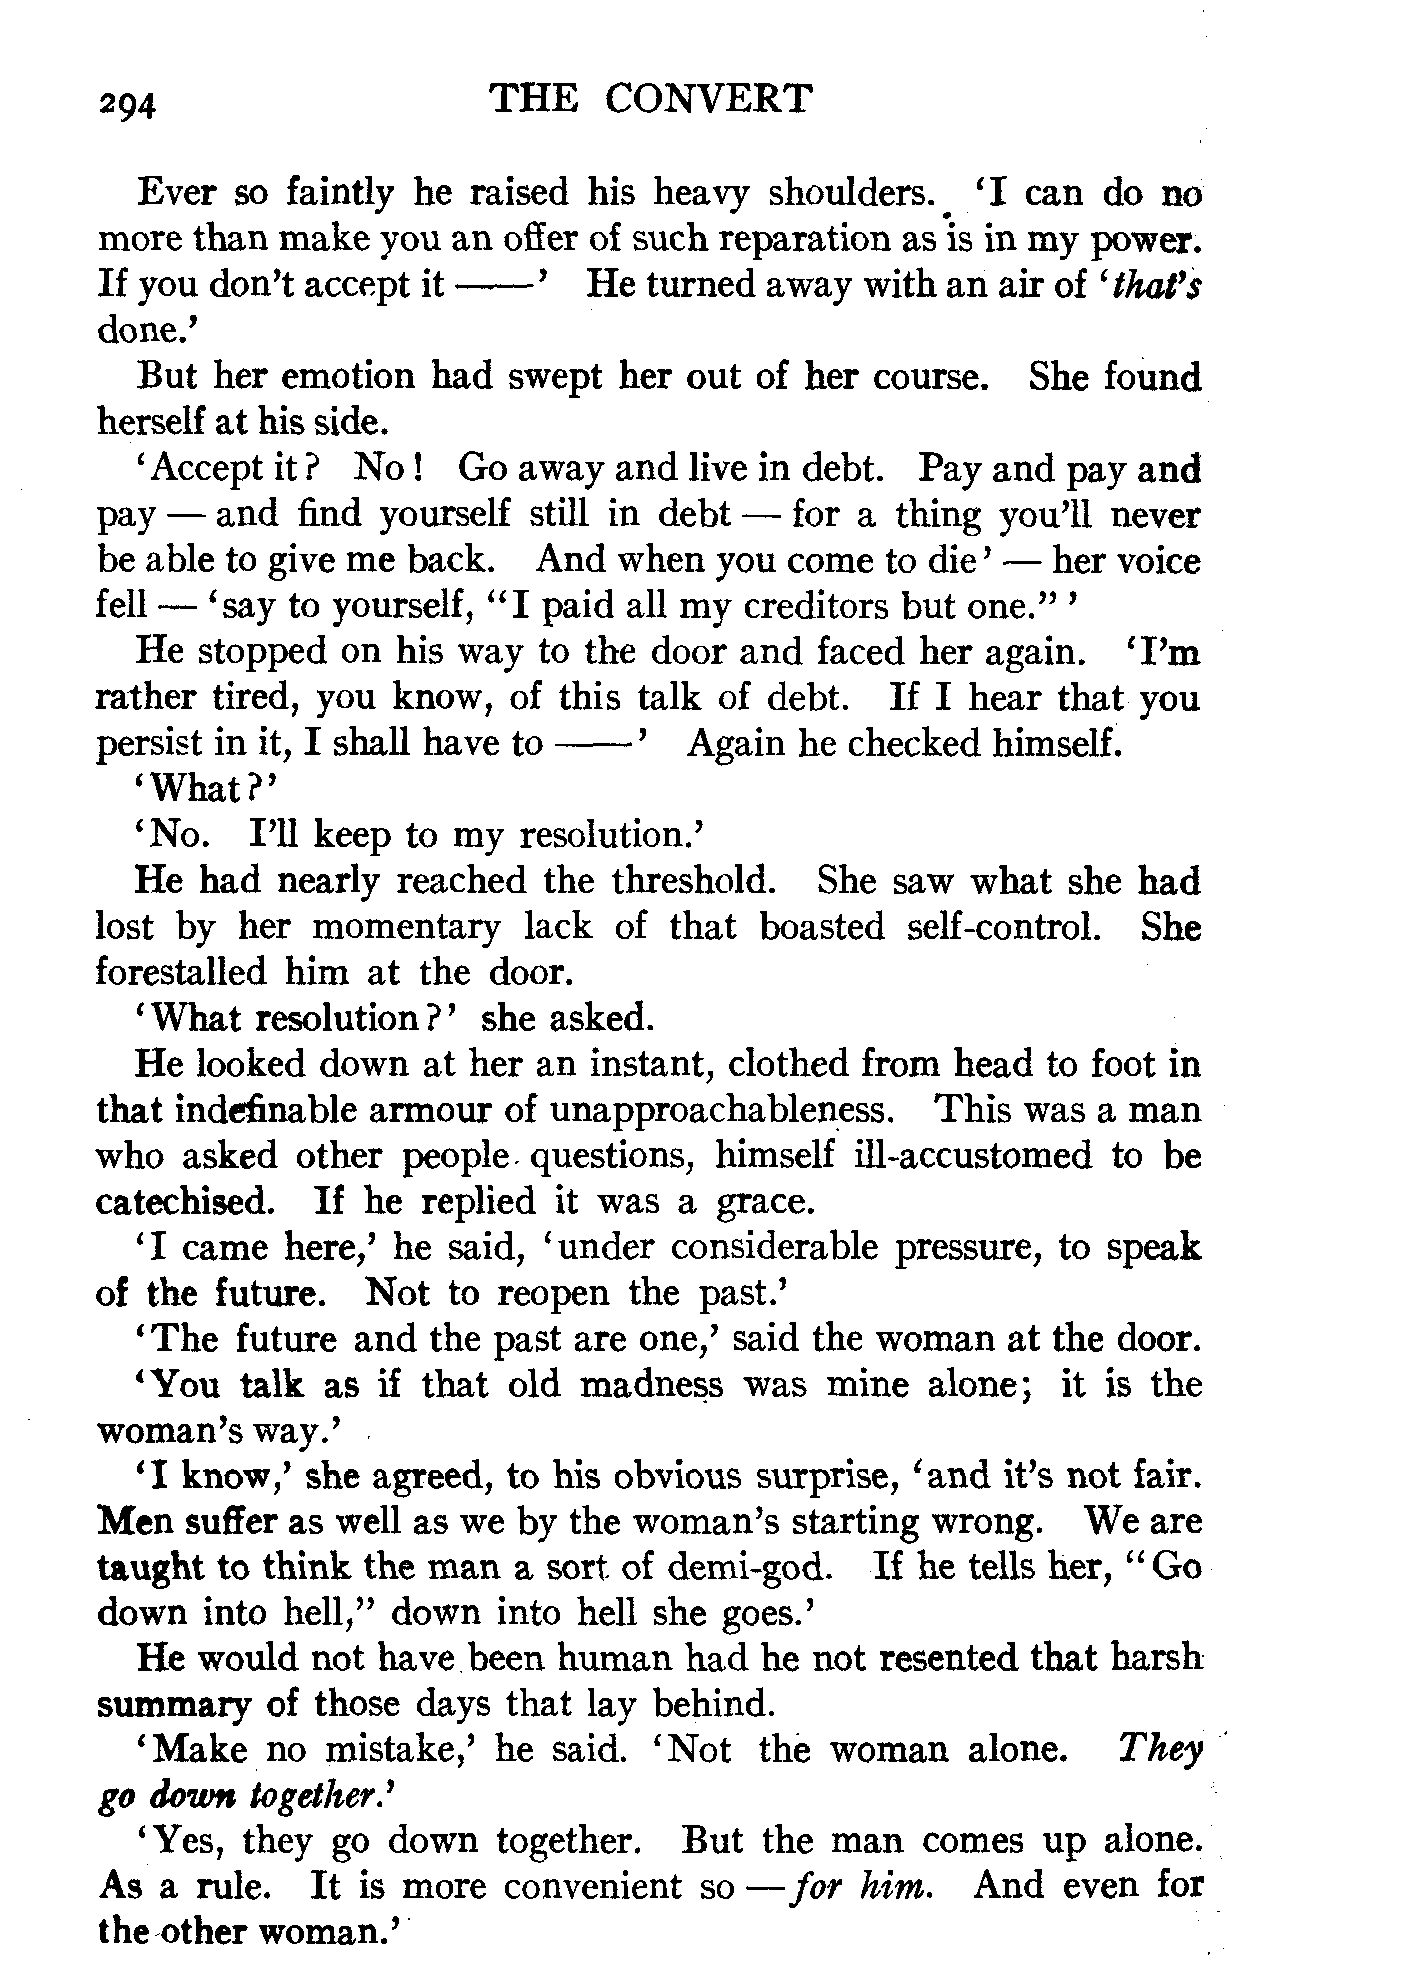 294 THE CONVERT
Ever so faintly he raised his heavy shoulders. 'I can do no
more than make you an offer of such reparation as is in my power.
If you don't accept it ——' He turned away with an air of 'that's
done.'
But her emotion had swept her out of her course. She found
herself at his side.
'Accept it? No! Go away and live in debt. Pay and pay and
pay — and find yourself still in debt — for a thing you'll never
be able to give me back. And when you come to die' — her voice
fell — 'say to yourself, "I paid all my creditors but one." '
He stopped on his way to the door and faced her again. 'I'm
rather tired, you know, of this talk of debt. If I hear that you
persist in it, I shall have to ——' Again he checked himself.
'What?'
'No. I'll keep to my resolution.'
He had nearly reached the threshold. She saw what she had
lost by her momentary lack of that boasted self-control. She
forestalled him at the door.
'What resolution?' she asked.
He looked down at her an instant, clothed from head to foot in
that indefinable armour of unapproachableness. This was a man
who asked other people questions, himself ill-accustomed to be
catechised. If he replied it was a grace.
'I came here,' he said, 'under considerable pressure, to speak
of the future. Not to reopen the past.'
'The future and the past are one,' said the woman at the door.
'You talk as if that old madness was mine alone; it is the
woman's way.'
'I know,' she agreed, to his obvious surprise, 'and it's not fair.
Men suffer as well as we by the woman's starting wrong. We are
taught to think the man a sort of demi-god. If he tells her, "Go
down into hell," down into hell she goes.'
He would not have been human had he not resented that harsh
summary of those days that lay behind.
'Make no mistake,' he said. 'Not the woman alone. They
go down together.'
'Yes, they go down together. But the man comes up alone.
As a rule. It is more convenient so — for him. And even for
the other woman.'